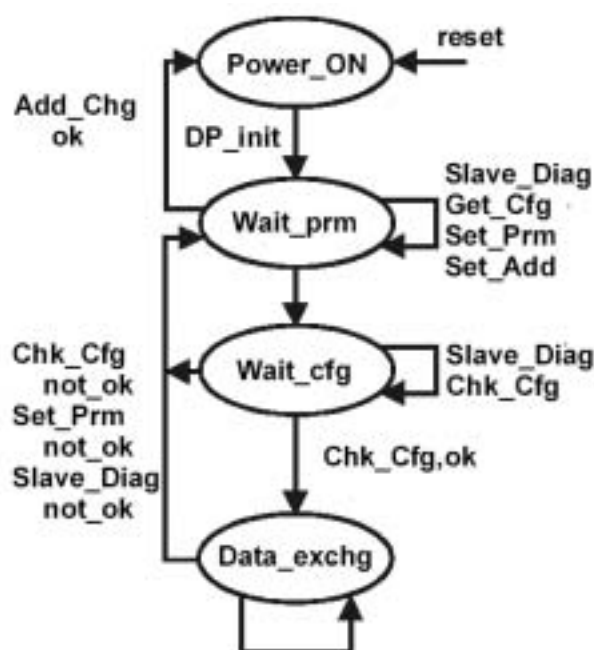 reset
Power_ON
Add_Chg
ok
DP_init
Slave_Diag
Get_Cfg
Set_Prm
Set_Add
Wait_prm
Slave_Diag
Chk_Cfg
Wait_cfg
Chk_Cfg
not_ok
Set_Prm
not_ok
Slave_Diag
not_ok
Chk_Cfg,ok
Data_exchg